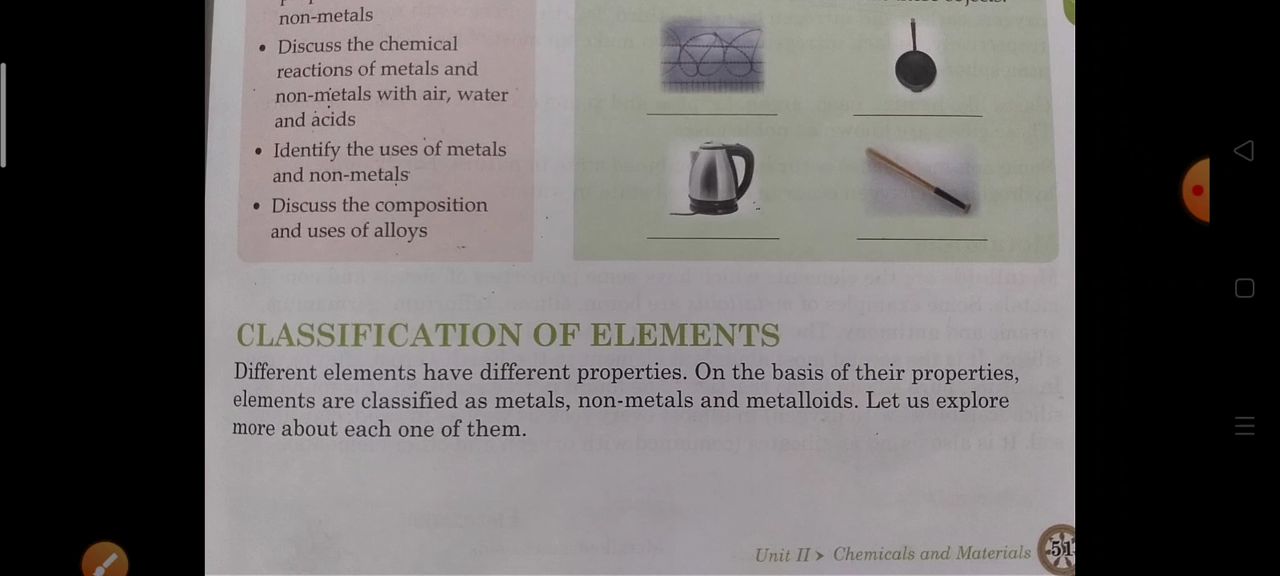 non-metals
• Discuss the chemical
reactions of metals and
non-metals with air, water
and acids
• Identify the uses of metals
and non-metals
• Discuss the composition
and uses of alloys
CLASSIFICATION OF ELEMENTS
Different elements have different properties. On the basis of their properties,
elements are classified as metals, non-metals and metalloids. Let us explore
more about each one of them.
Unit II > Chemicals and Materials 51